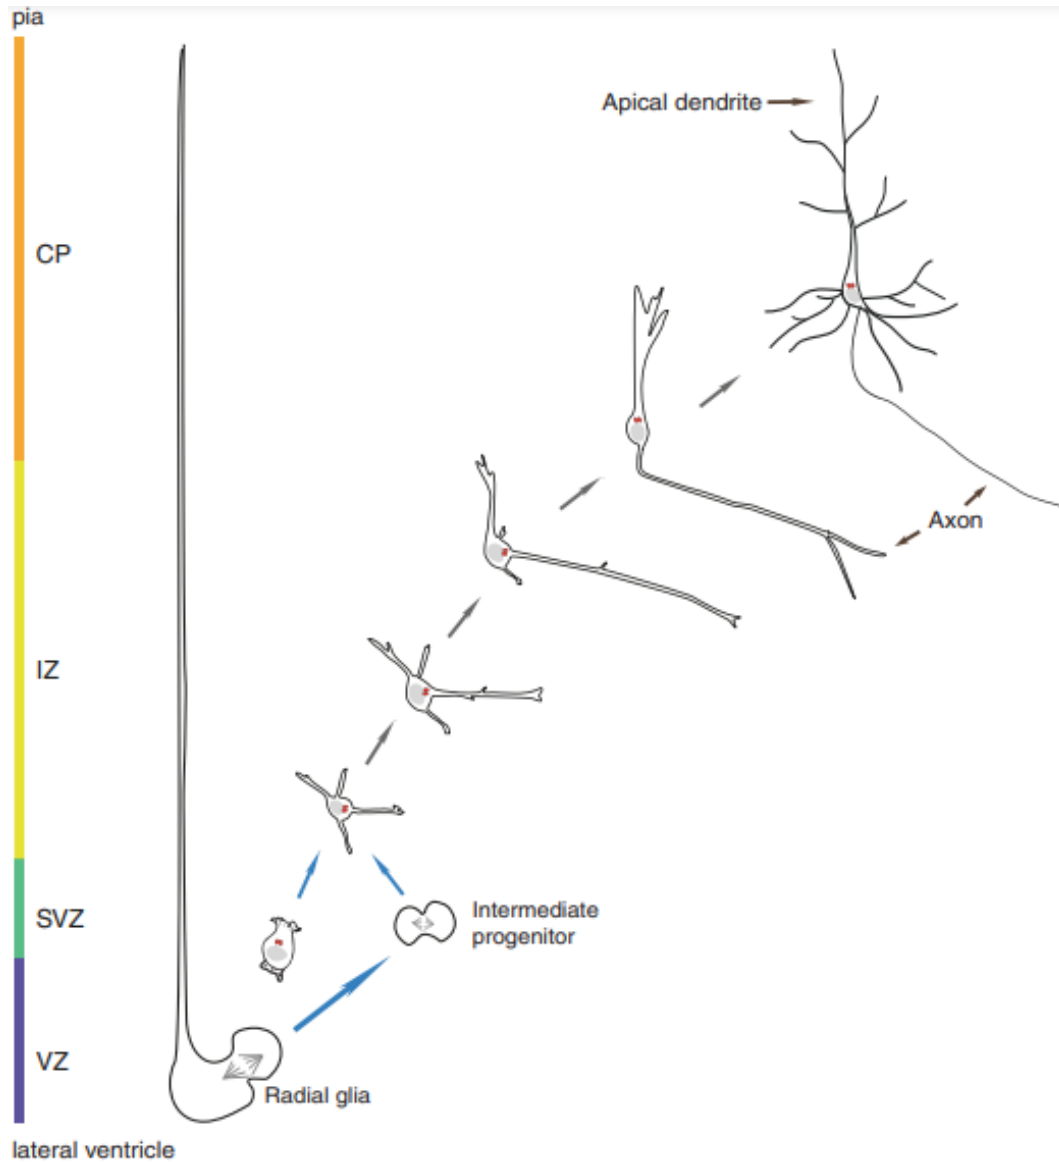 pia
Apical dendrite
CP
Axon
IZ
SVZ
Intermediate
progenitor
VZ
Radial glia
lateral ventricle